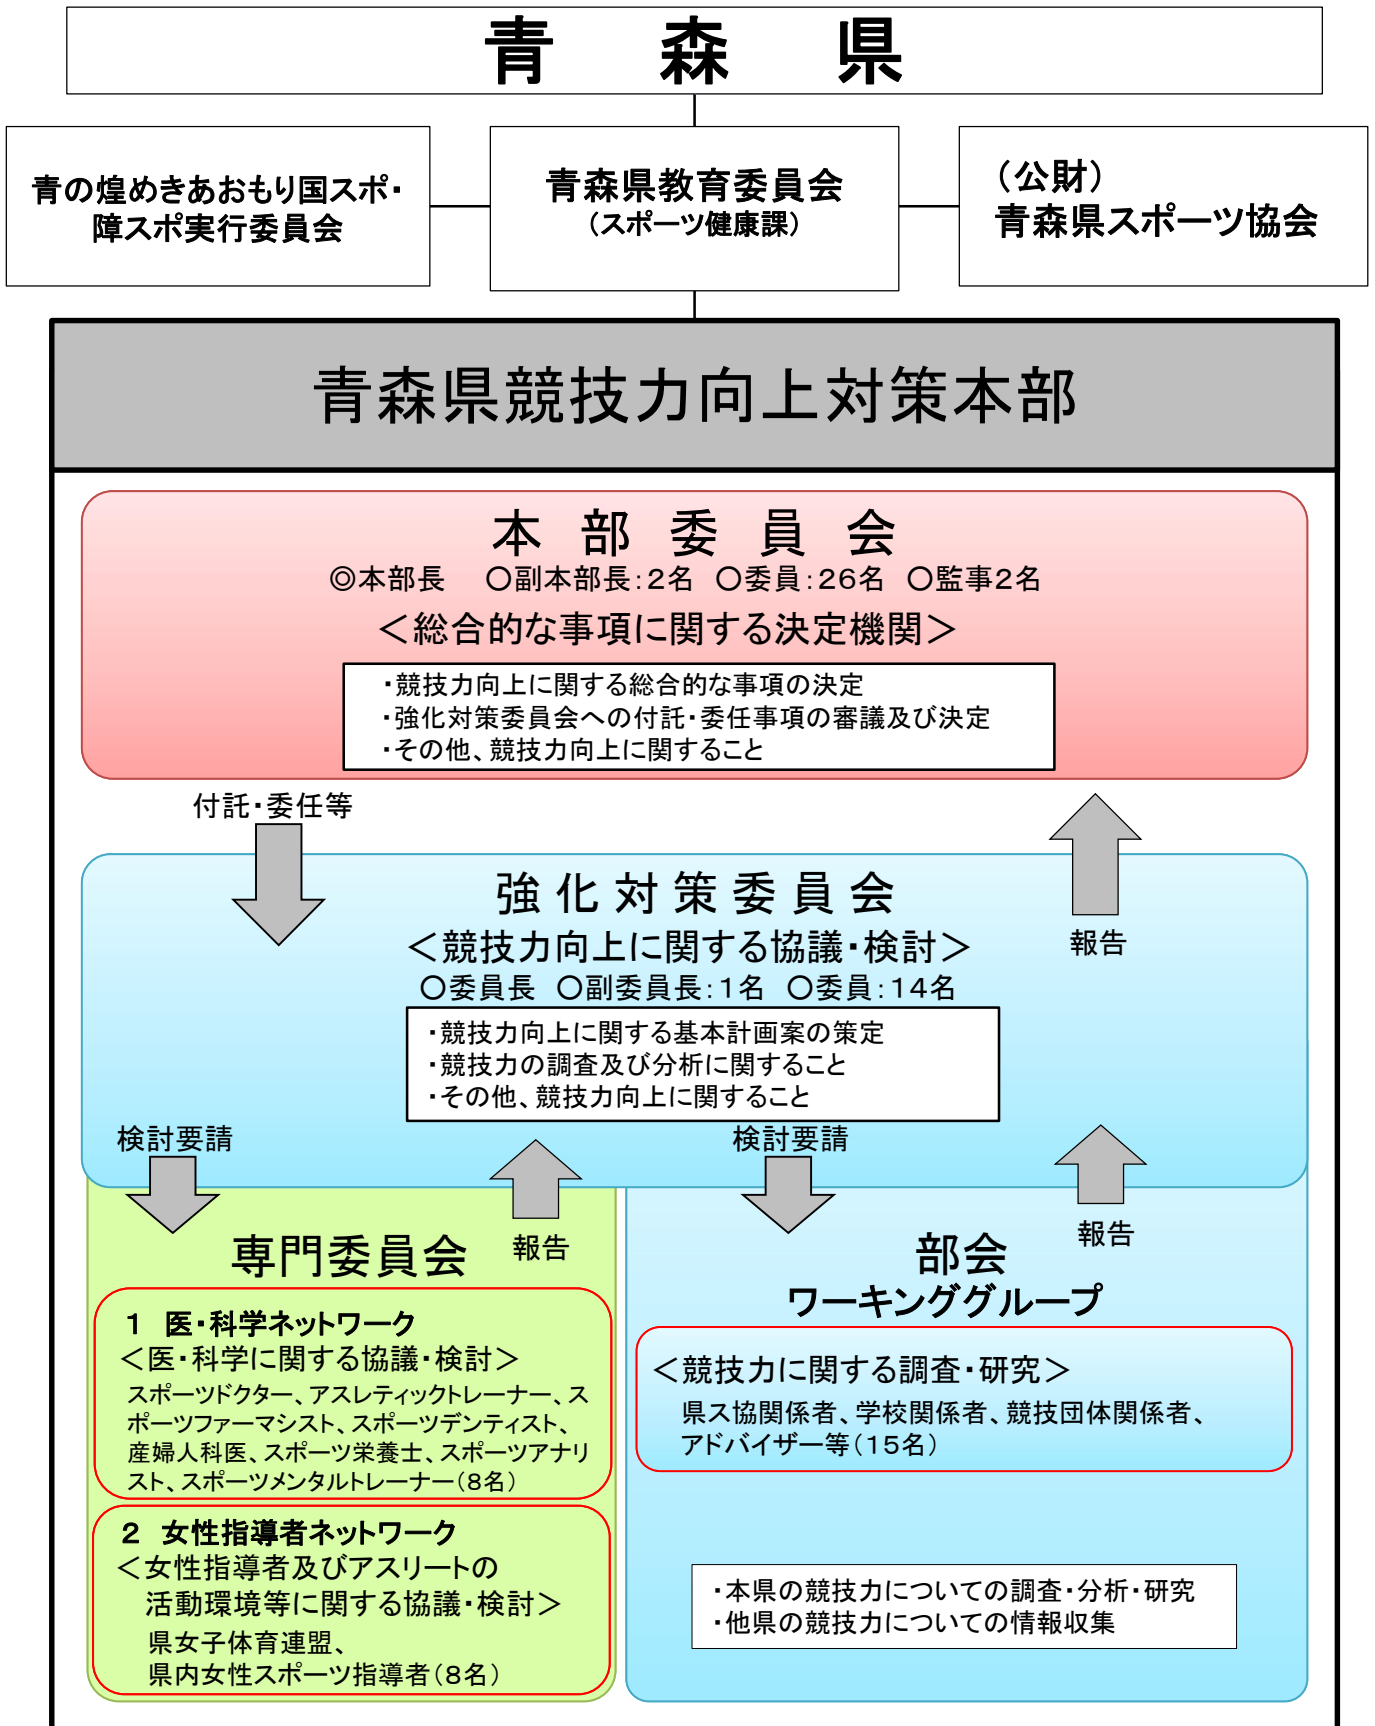 青　森　県
青の煌めきあおもり国スポ・
障スポ実行委員会
青森県教育委員会
（スポーツ健康課）
（公財）
青森県スポーツ協会
青森県競技力向上対策本部
本　部　委　員　会
◎本部長　○副本部長：２名　○委員：２６名　○監事２名
＜総合的な事項に関する決定機関＞
・競技力向上に関する総合的な事項の決定
・強化対策委員会への付託・委任事項の審議及び決定
・その他、競技力向上に関すること
付託・委任等
報告
強 化 対 策 委 員 会
＜競技力向上に関する協議・検討＞
○委員長　○副委員長：１名　○委員：１４名
・競技力向上に関する基本計画案の策定
・競技力の調査及び分析に関すること
・その他、競技力向上に関すること
検討要請
報告
検討要請
報告
専門委員会
１　医・科学ネットワーク
＜医・科学に関する協議・検討＞
スポーツドクター、アスレティックトレーナー、ス
ポーツファーマシスト、スポーツデンティスト、
産婦人科医、スポーツ栄養士、スポーツアナリ
スト、スポーツメンタルトレーナー（８名）
２　女性指導者ネットワーク
＜女性指導者及びアスリートの
活動環境等に関する協議・検討＞
県女子体育連盟、
県内女性スポーツ指導者（８名）
部会
ワーキンググループ
＜競技力に関する調査・研究＞
県ス協関係者、学校関係者、競技団体関係者、
アドバイザー等（１５名）
・本県の競技力についての調査・分析・研究
・他県の競技力についての情報収集